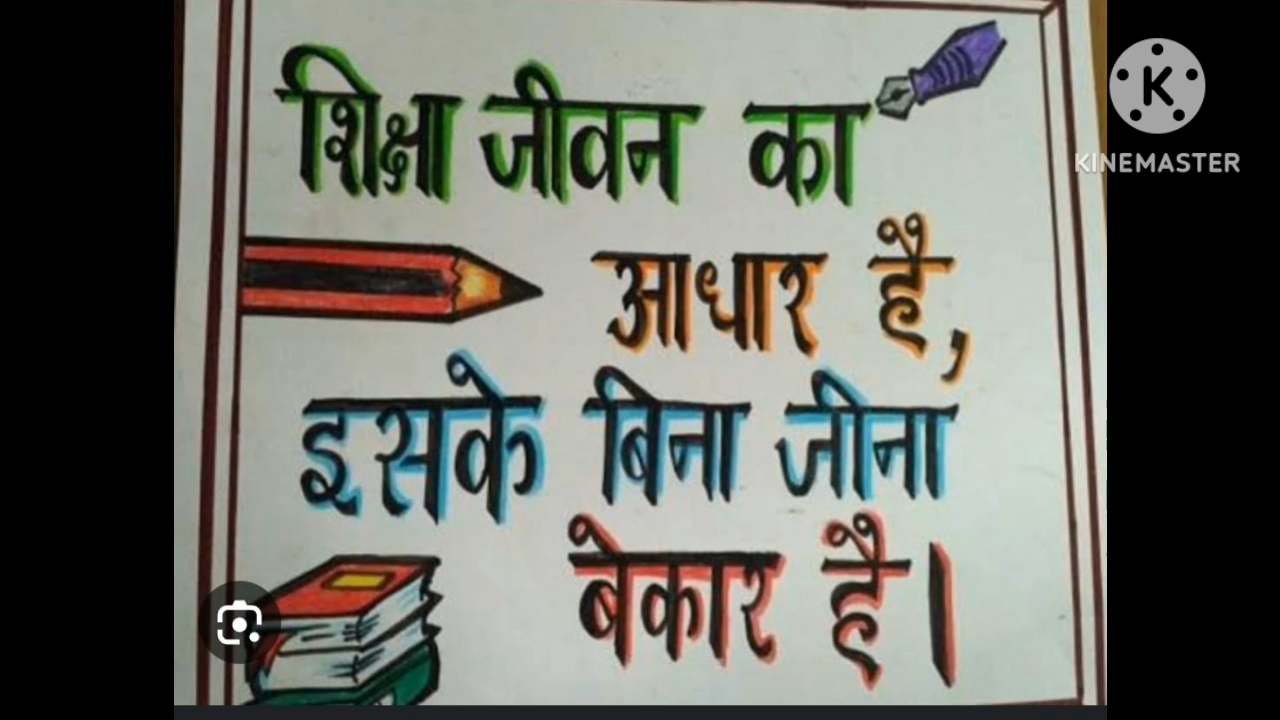 शिक्षा जीवन का
आधार है,
इसके बिना जीना
बेकार है।
K
KINEMASTER